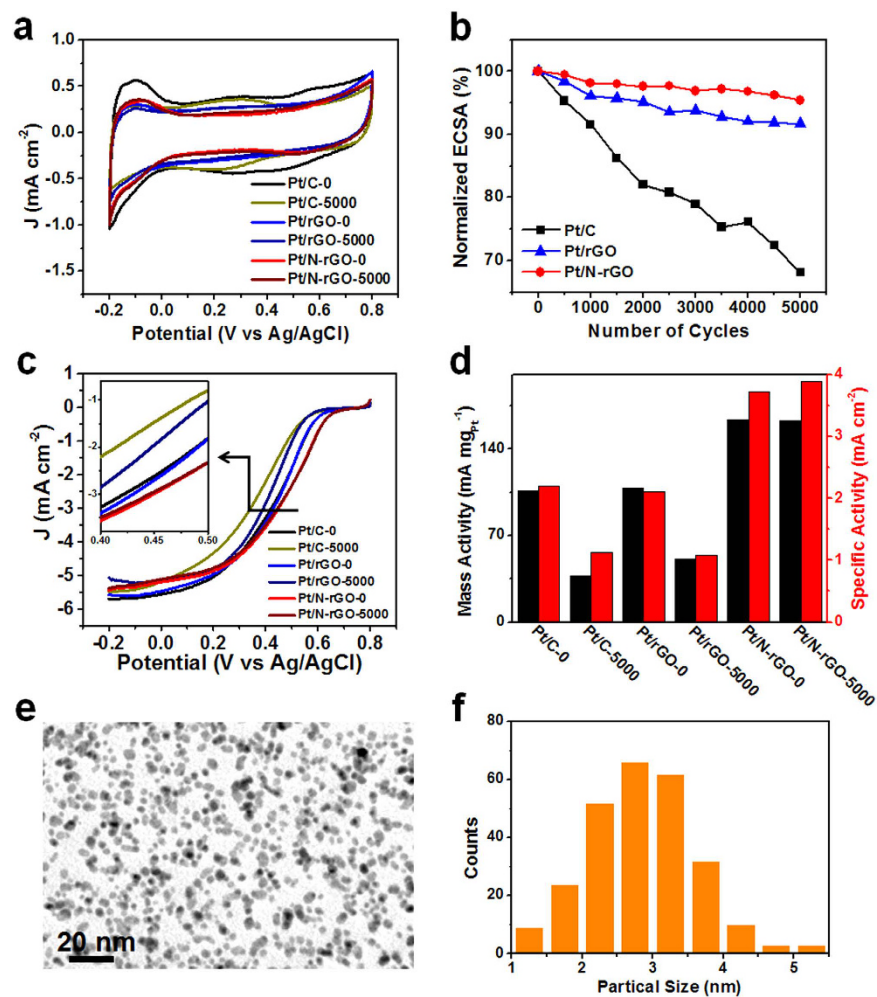 a
1.0
0.5
0.0
-0.5
-1.0
-1.5
J (mA cm-2)
Pt/C-0
Pt/C-5000
Pt/rGO-0
Pt/rGO-5000
Pt/N-rGO-0
Pt/N-rGO-5000
-0.2 0.0 0.2 0.4 0.6 0.8
Potential (V vs Ag/AgCl)
b
100
90
80
70
Normalized ECSA (%)
Pt/C
Pt/rGO
Pt/N-rGO
0 1000 2000 3000 4000 5000
Number of Cycles
c
1
0
-1
-2
-3
-4
-5
-6
J (mA cm-2)
-1
-2
-3
0.40 0.45 0.50
Pt/C-0
Pt/C-5000
Pt/rGO-0
Pt/rGO-5000
Pt/N-rGO-0
Pt/N-rGO-5000
-0.2 0.0 0.2 0.4 0.6 0.8
Potential (V vs Ag/AgCl)
d
140
70
0
Mass Activity (mA mgPt-1)
4
3
2
1
0
Specific Activity (mA cm-2)
Pt/C-0
Pt/C-5000
Pt/rGO-0
Pt/rGO-5000
Pt/N-rGO-0
Pt/N-rGO-5000
e
20 nm
f
80
60
40
20
0
Counts
1 2 3 4 5
Partical Size (nm)